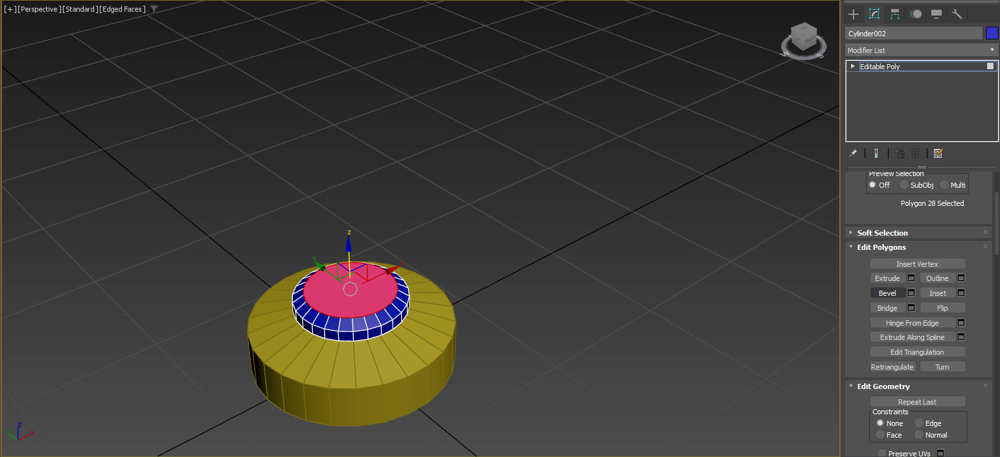 [+][Perspective][Standard][Edged Faces]
Cylinder002
Modifier List
Editable Poly
Preview Selection
Off SubObj Multi
Polygon 28 Selected
Soft Selection
Edit Polygons
Insert Vertex
Extrude Outline
Bevel Inset
Bridge Flip
Hinge From Edge
Extrude Along Spline
Edit Triangulation
Retriangulate Turn
Edit Geometry
Repeat Last
Constraints
None Edge
Face Normal
Preserve UVs
W S
z
y x
z
y x